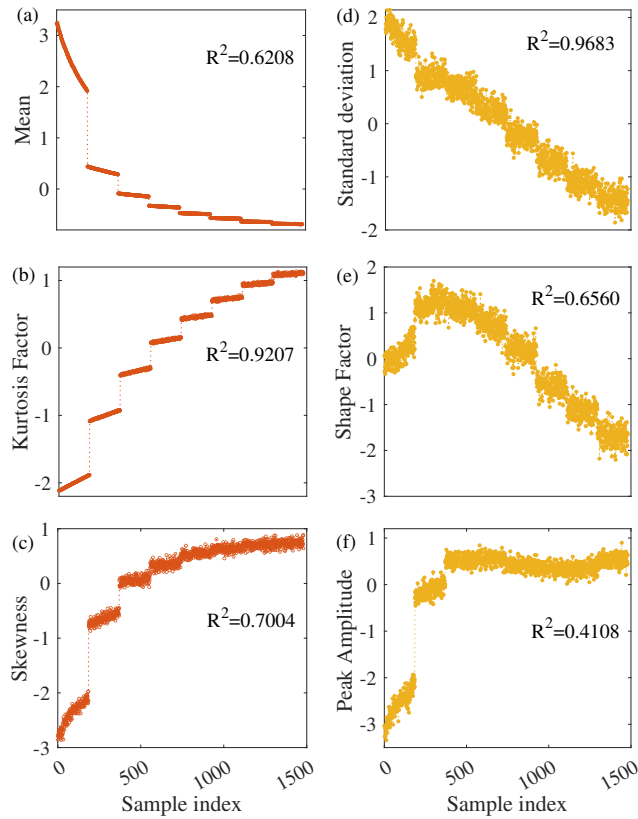 (a)
Mean
3
2
1
0
R²=0.6208
(d)
Standard deviation
2
1
0
-1
-2
R²=0.9683
(b)
Kurtosis Factor
1
0
-1
-2
R²=0.9207
(e)
Shape Factor
2
1
0
-1
-2
-3
R²=0.6560
(c)
Skewness
1
0
-1
-2
-3
R²=0.7004
0
500
1000
1500
Sample index
(f)
Peak Amplitude
1
0
-1
-2
-3
R²=0.4108
0
500
1000
1500
Sample index